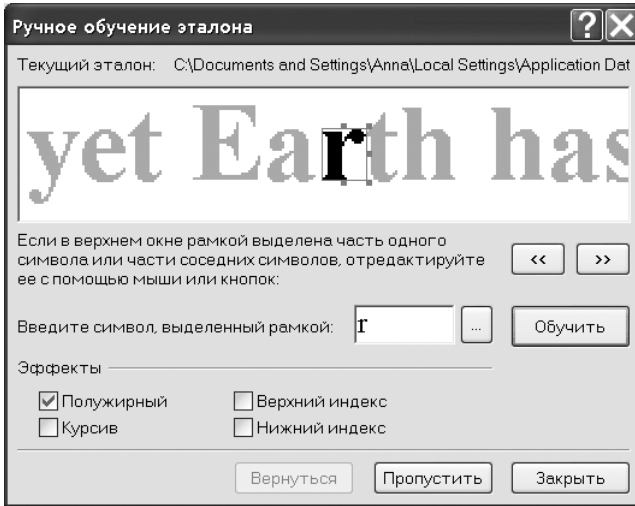 Ручное обучение эталона
Текущий эталон: C:\Documents and Settings\Anna\Local Settings\Application Dat
yet Earth has
Если в верхнем окне рамкой выделена часть одного
символа или части соседних символов, отредактируйте
ее с помощью мыши или кнопок:
<< >>
Введите символ, выделенный рамкой: r ... Обучить
Эффекты
Полужирный Верхний индекс
Курсив Нижний индекс
Вернуться Пропустить Закрыть